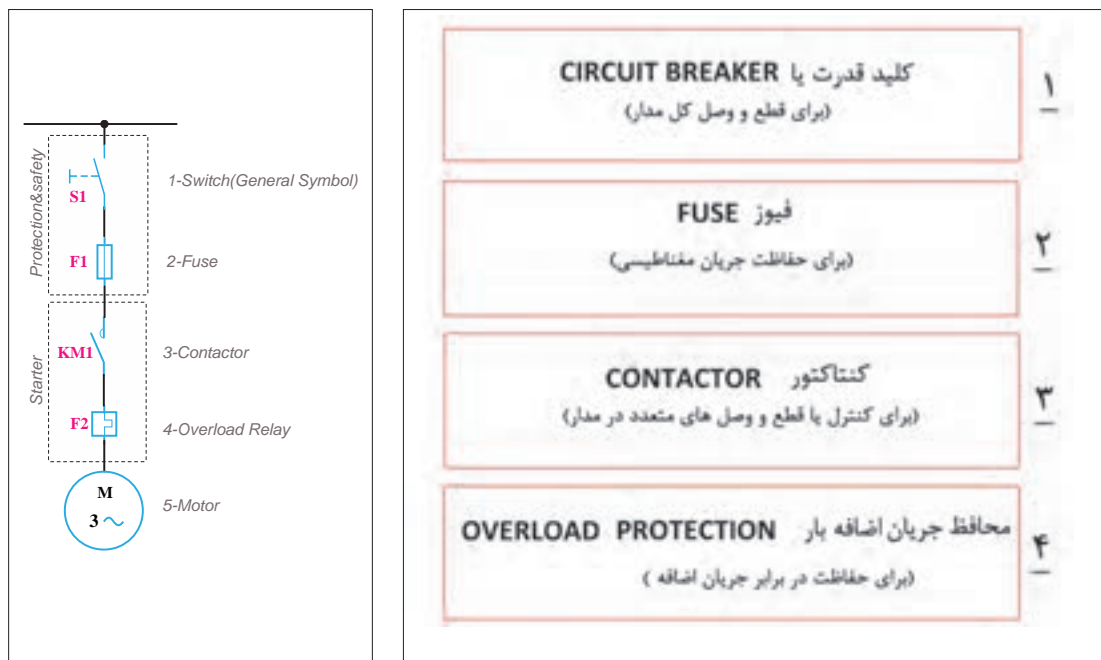 Protection&safety
S1
1-Switch(General Symbol)
F1
2-Fuse
Starter
KM1
3-Contactor
F2
4-Overload Relay
M
3
5-Motor
۱
کلید قدرت یا CIRCUIT BREAKER
(برای قطع و وصل کل مدار)
۲
فیوز FUSE
(برای حفاظت جریان مغناطیسی)
۳
کنتاکتور CONTACTOR
(برای کنترل یا قطع و وصل های متعدد در مدار)
۴
محافظ جریان اضافه بار OVERLOAD PROTECTION
(برای حفاظت در برابر جریان اضافه )